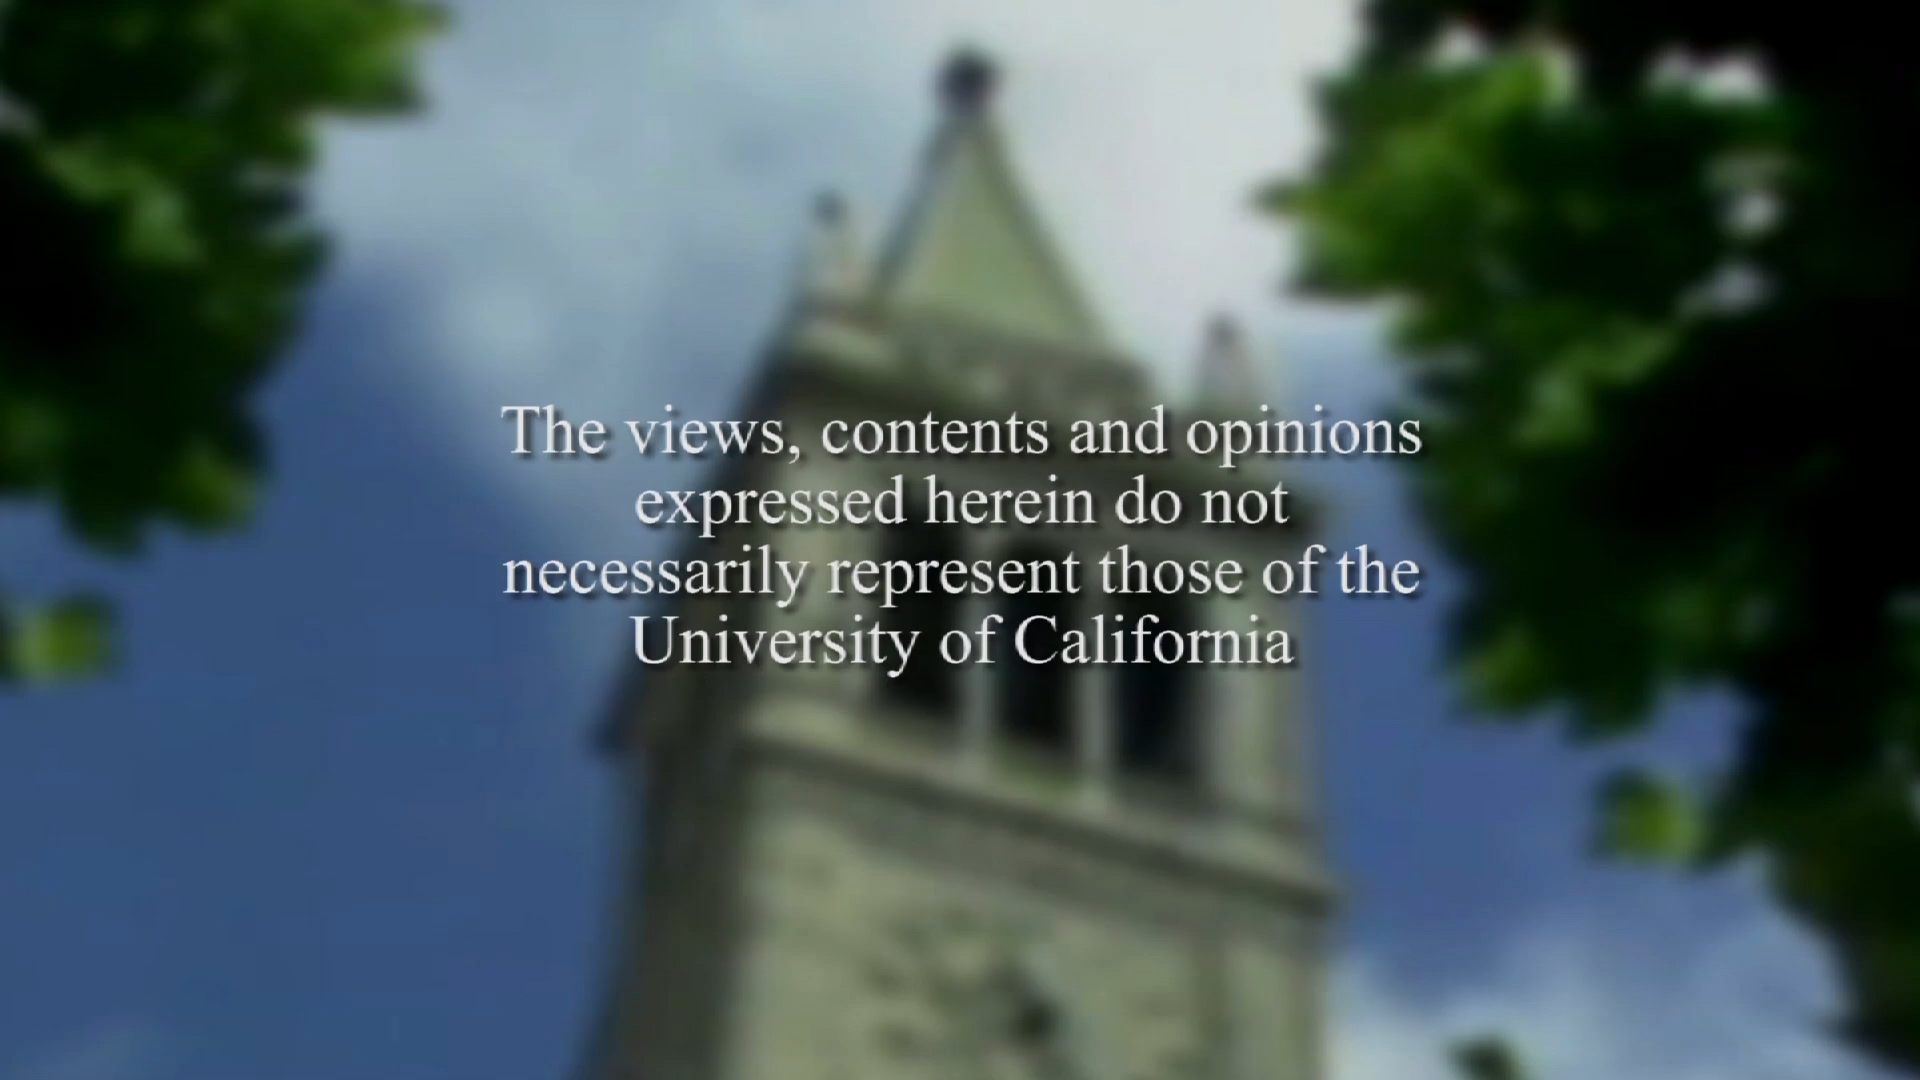 The views, contents and opinions
expressed herein do not
necessarily represent those of the
University of California